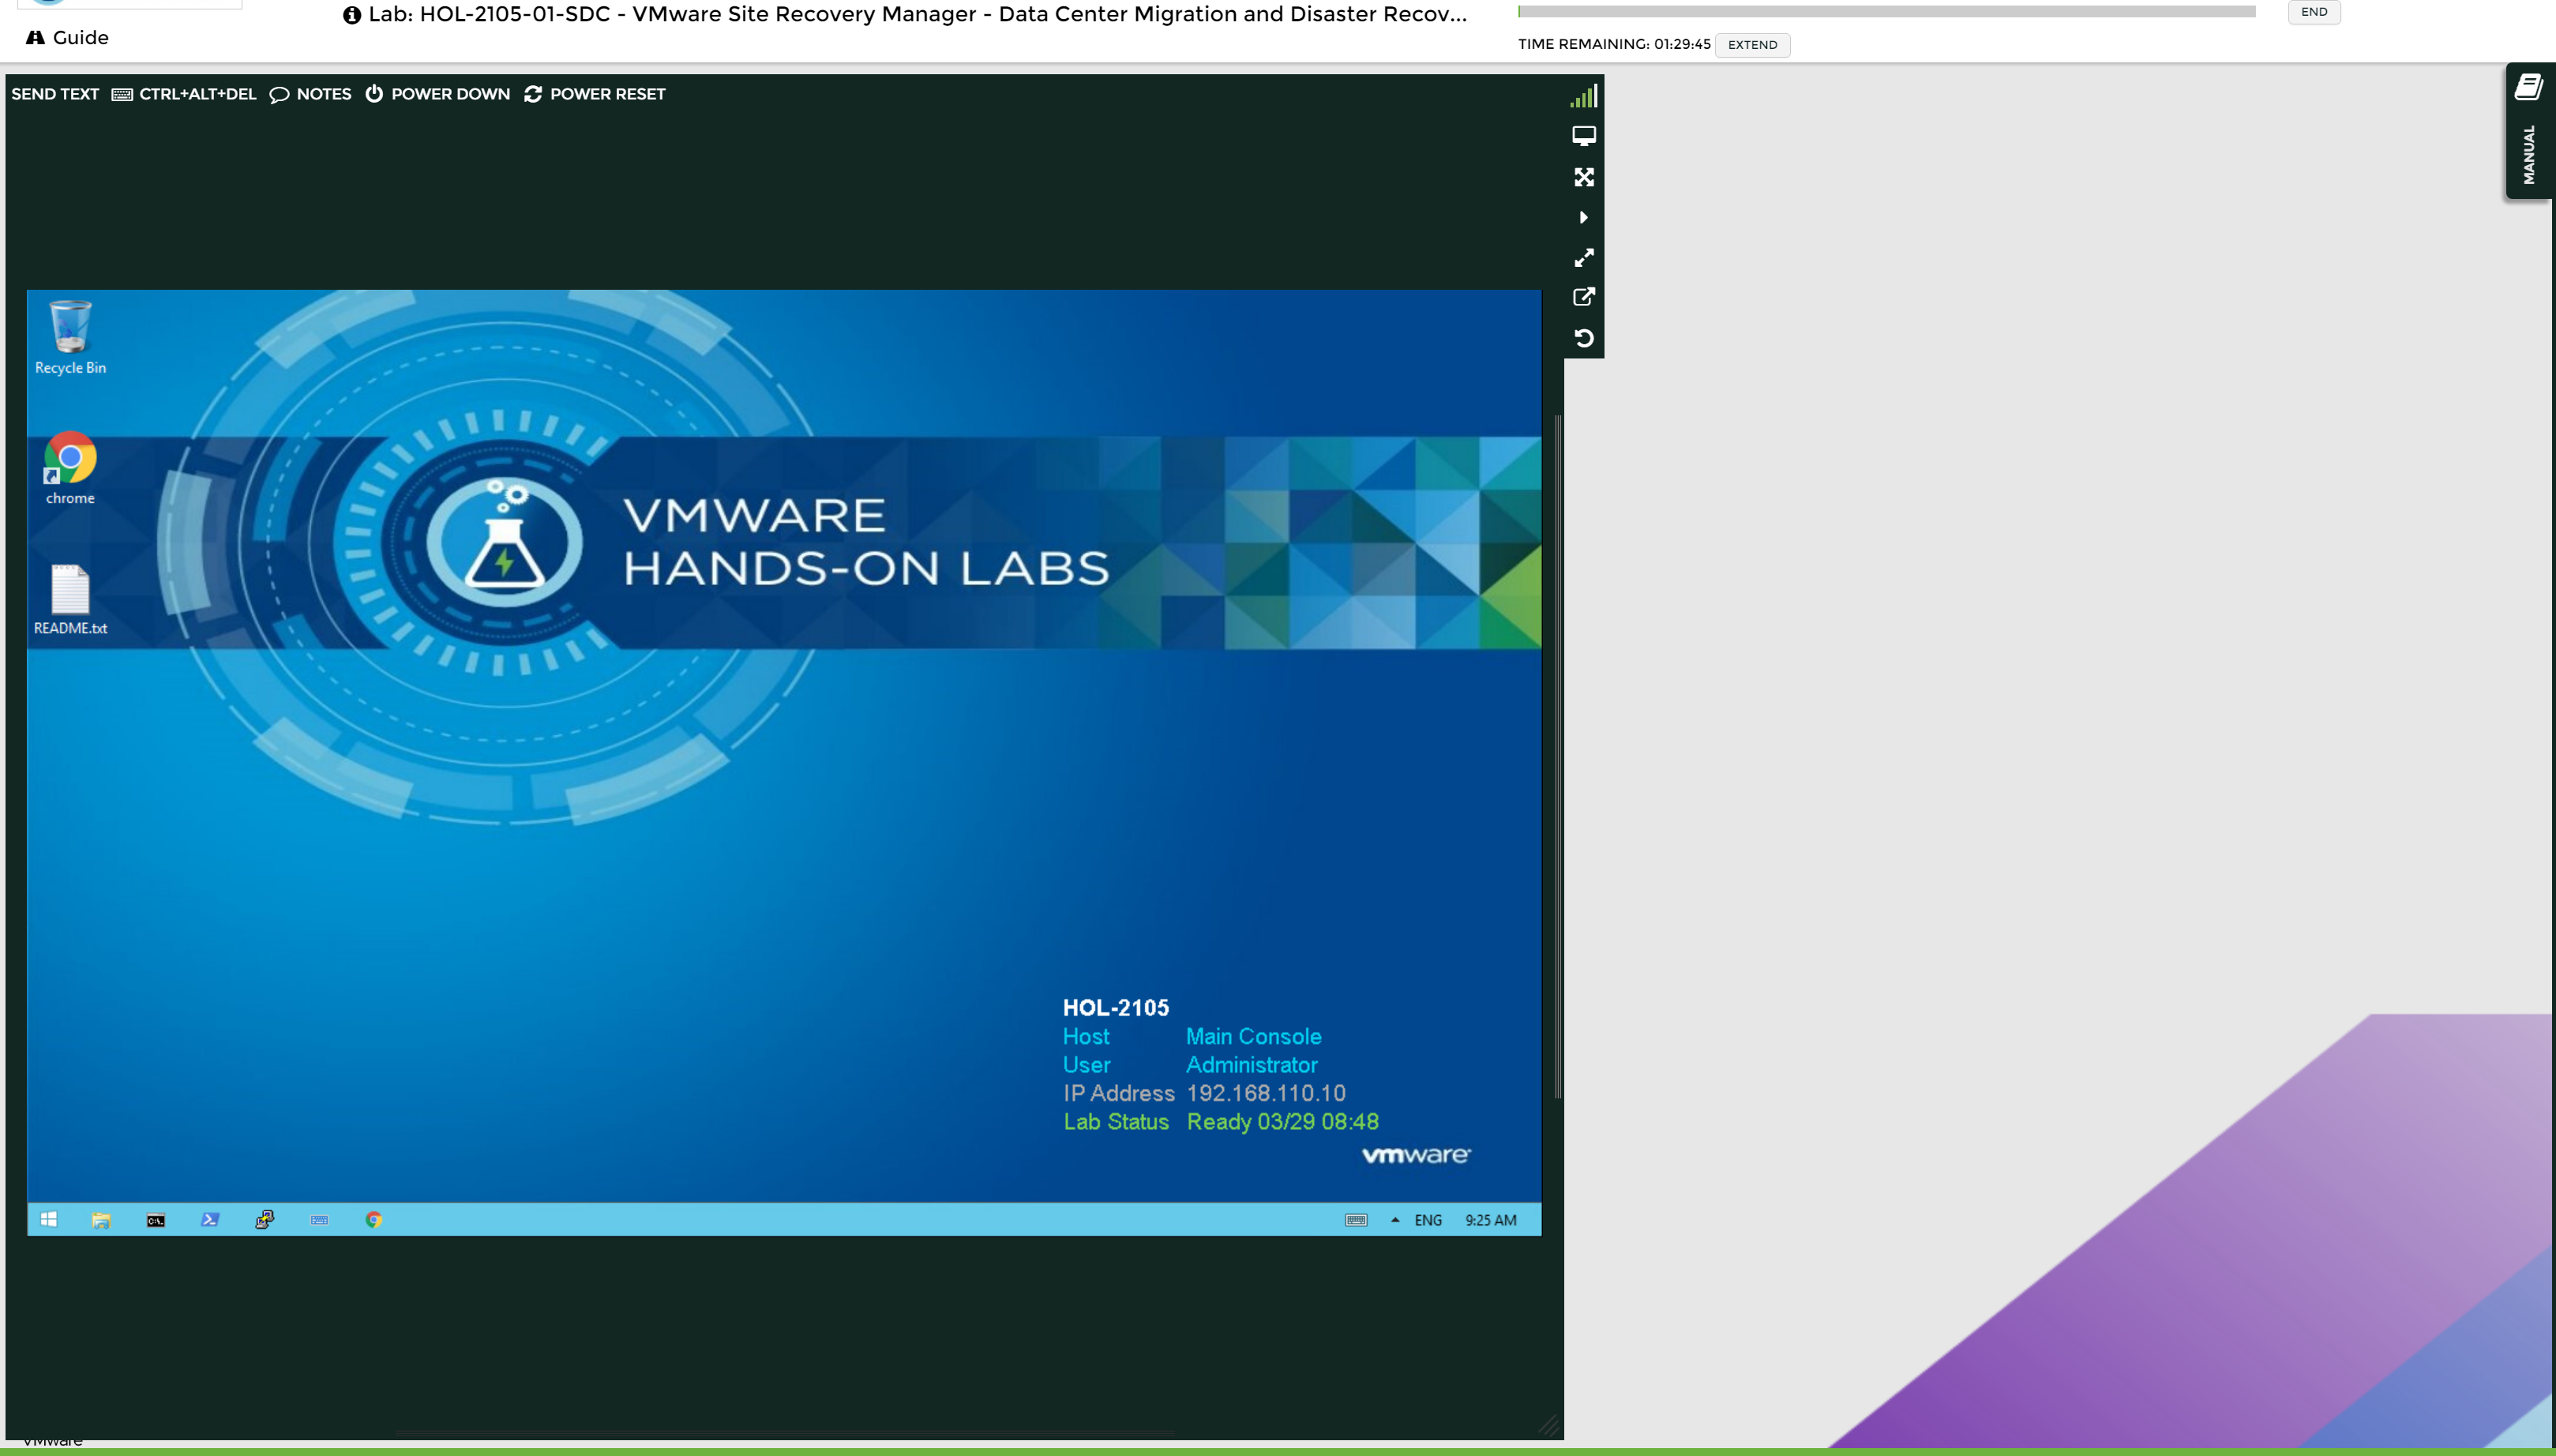 Lab: HOL-2105-01-SDC - VMware Site Recovery Manager - Data Center Migration and Disaster Recov...
END
Guide
TIME REMAINING: 01:29:45 EXTEND
SEND TEXT CTRL+ALT+DEL NOTES POWER DOWN POWER RESET
MANUAL
Recycle Bin
chrome
README.txt
VMWARE
HANDS-ON LABS
HOL-2105
Host Main Console
User Administrator
IP Address 192.168.110.10
Lab Status Ready 03/29 08:48
vmware
C:\.
ENG 9:25 AM
VMware